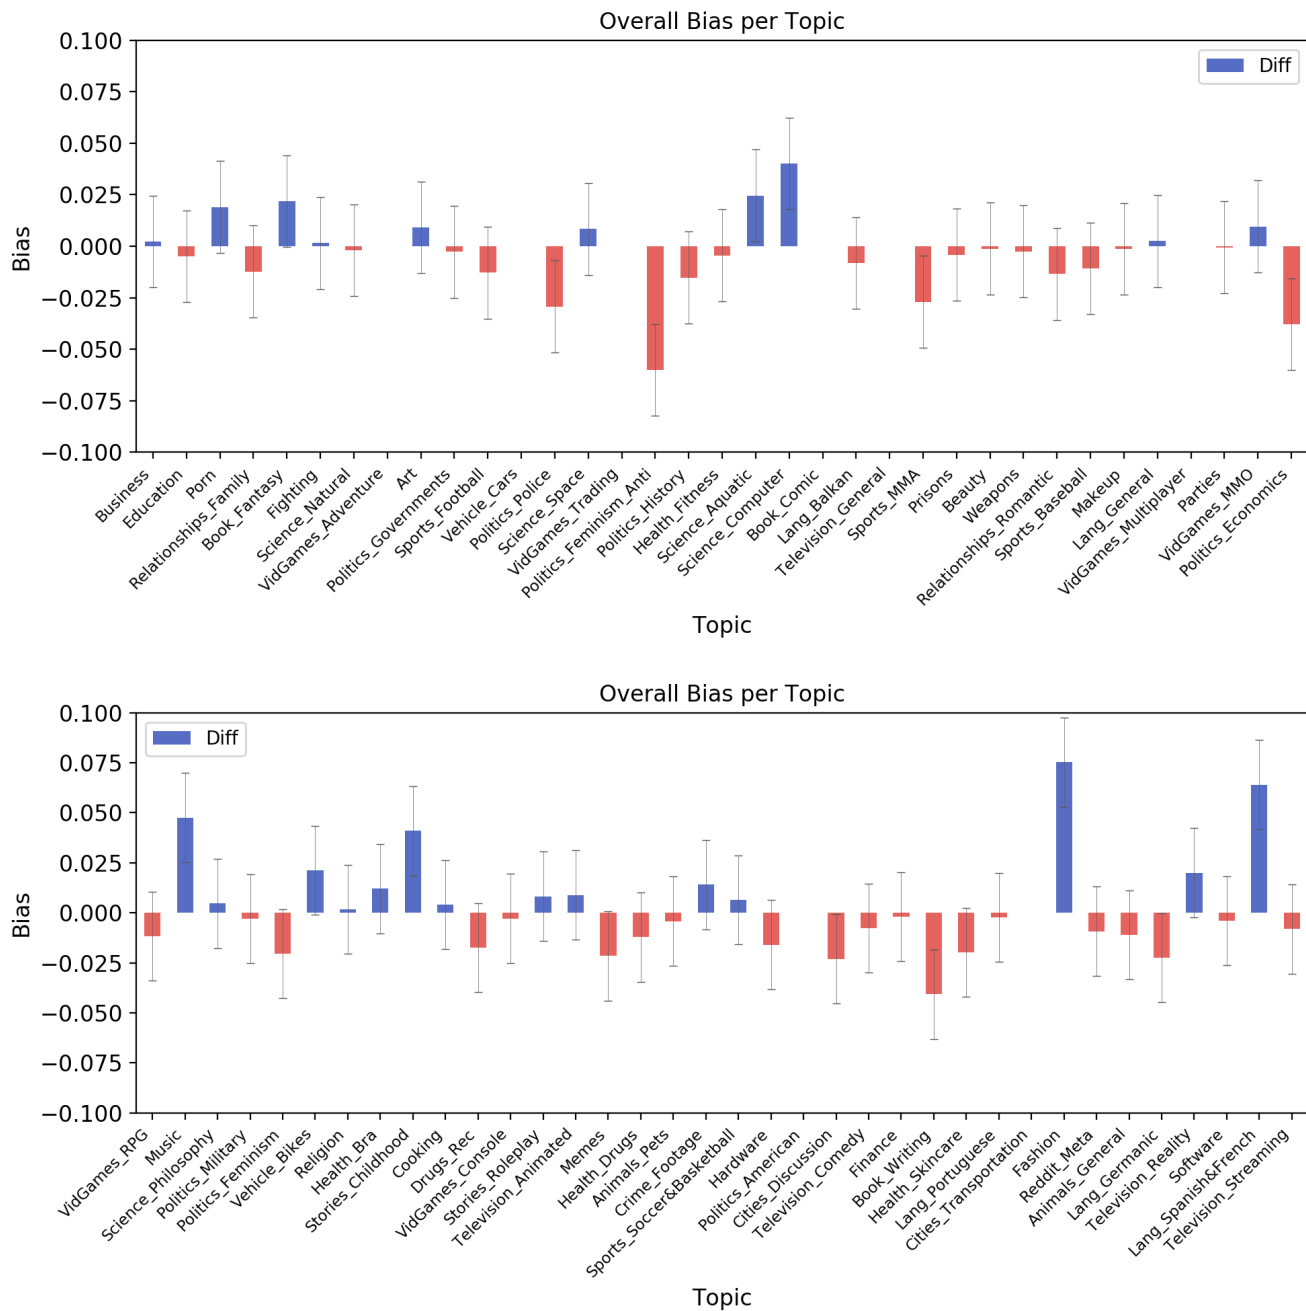 Overall Bias per Topic
Diff
0.100
0.075
0.050
0.025
0.000
−0.025
−0.050
−0.075
−0.100
Bias
Business
Education
Porn
Relationships_Family
Book_Fantasy
Fighting
Science_Natural
VidGames_Adventure
Art
Politics_Governments
Sports_Football
Vehicle_Cars
Politics_Police
Science_Space
VidGames_Trading
Politics_Feminism_Anti
Politics_History
Health_Fitness
Science_Aquatic
Science_Computer
Book_Comic
Lang_Balkan
Television_General
Sports_MMA
Prisons
Beauty
Weapons
Relationships_Romantic
Sports_Baseball
Makeup
Lang_General
VidGames_Multiplayer
Parties
VidGames_MMO
Politics_Economics
Topic
Overall Bias per Topic
Diff
0.100
0.075
0.050
0.025
0.000
−0.025
−0.050
−0.075
−0.100
Bias
VidGames_RPG
Music
Science_Philosophy
Politics_Military
Politics_Feminism
Vehicle_Bikes
Religion
Health_Bra
Stories_Childhood
Cooking
Drugs_Rec
VidGames_Console
Stories_Roleplay
Television_Animated
Memes
Health_Drugs
Animals_Pets
Crime_Footage
Sports_Soccer&Basketball
Hardware
Politics_American
Cities_Discussion
Television_Comedy
Finance
Book_Writing
Health_Skincare
Lang_Portuguese
Cities_Transportation
Fashion
Reddit_Meta
Animals_General
Lang_Germanic
Television_Reality
Software
Lang_Spanish&French
Television_Streaming
Topic